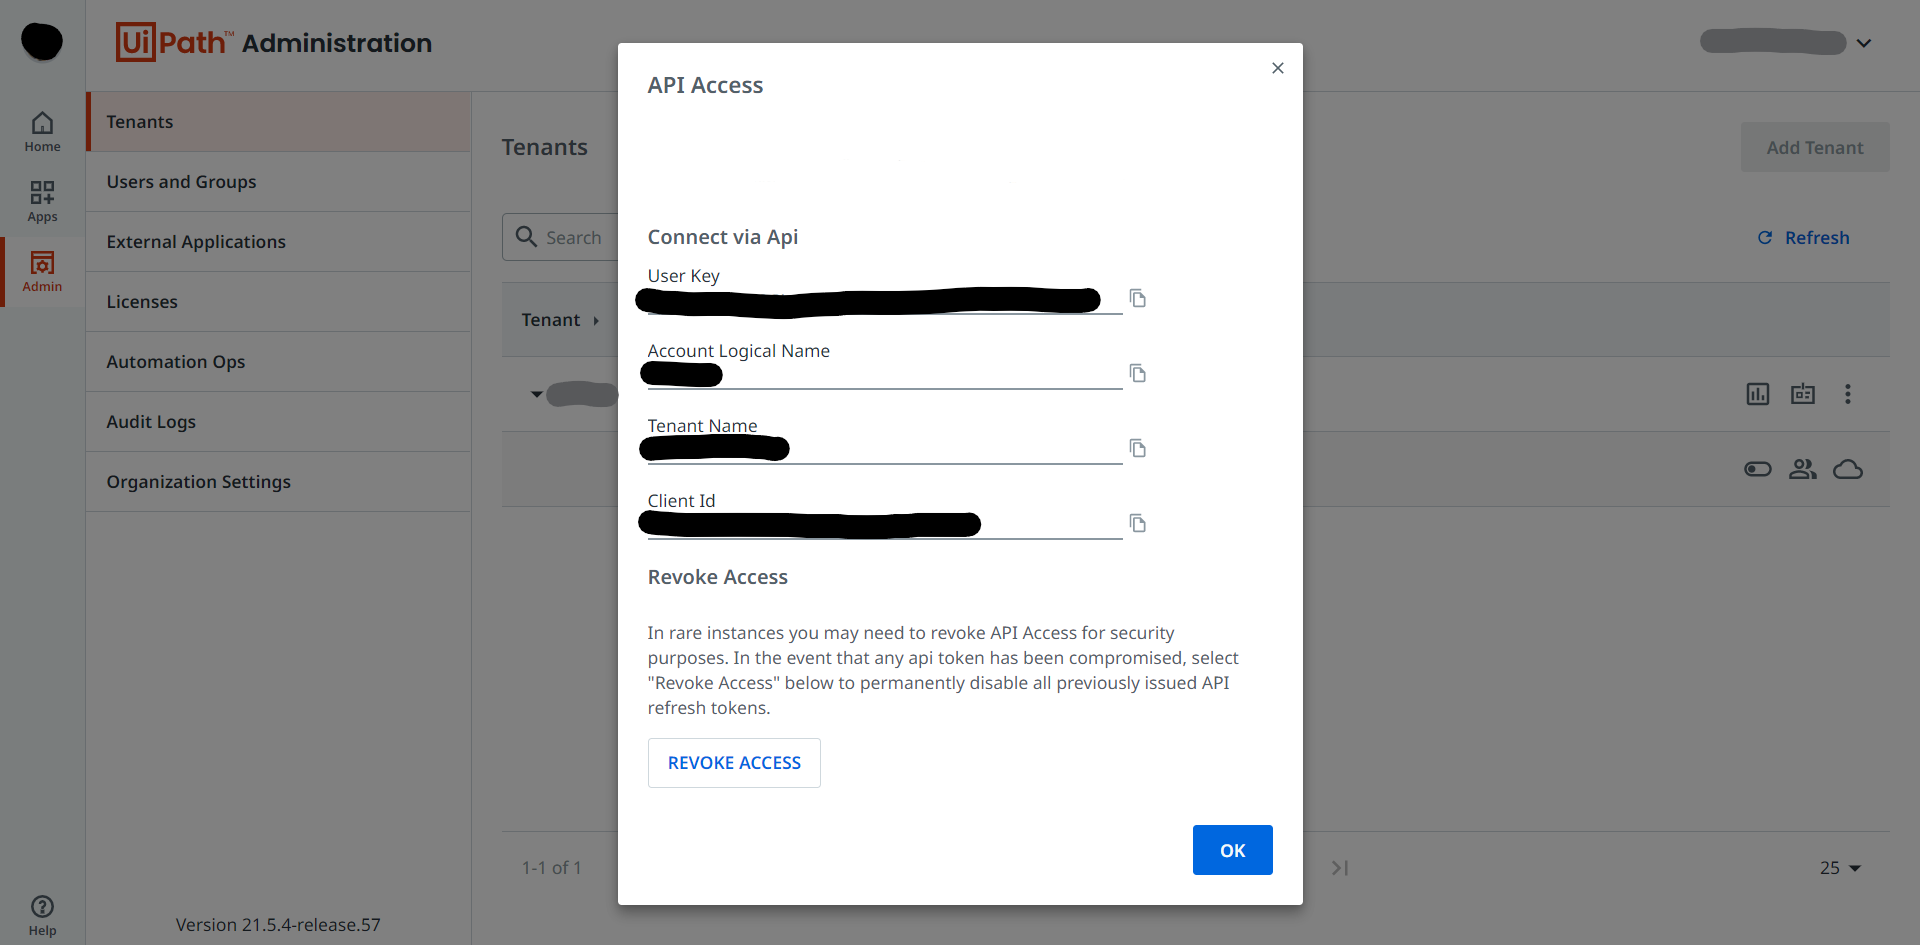 UiPath™ Administration
Home
Apps
Admin
Help
Tenants
Users and Groups
External Applications
Licenses
Automation Ops
Audit Logs
Organization Settings
Version 21.5.4-release.57
Tenants
Add Tenant
Search
Refresh
Tenant
1-1 of 1
25
API Access
Connect via Api
User Key
Account Logical Name
Tenant Name
Client Id
Revoke Access
In rare instances you may need to revoke API Access for security
purposes. In the event that any api token has been compromised, select
"Revoke Access" below to permanently disable all previously issued API
refresh tokens.
REVOKE ACCESS
OK